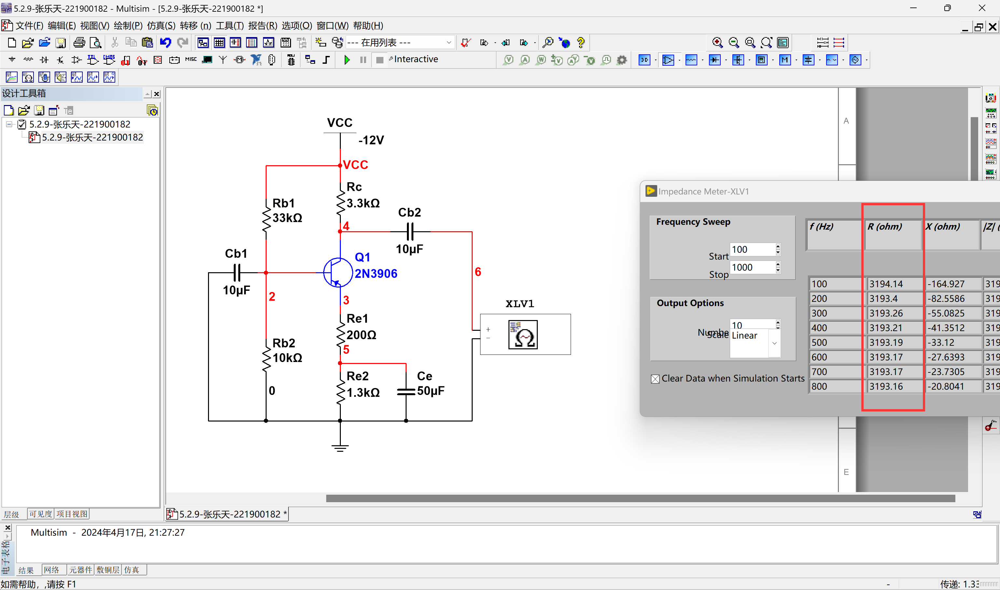 5.2.9-张乐天-221900182 - Multisim - [5.2.9-张乐天-221900182 *]
文件(F) 编辑(E) 视图(V) 绘制(P) 仿真(S) 转移 (n) 工具(T) 报告(R) 选项(O) 窗口(W) 帮助(H)
--- 在用列表 ---
TTL CMOS MISC Interactive
设计工具箱
5.2.9-张乐天-221900182
5.2.9-张乐天-221900182
VCC
-12V
VCC
Rc
3.3kΩ
Rb1
33kΩ
Cb2
10µF
4
Cb1
10µF
Q1
2N3906
6
2
3
XLV1
Re1
200Ω
5
Rb2
10kΩ
Re2
1.3kΩ
Ce
50µF
0
A
E
Impedance Meter-XLV1
Frequency Sweep
Start 100
Stop 1000
Output Options
Numbe 10
Scale Linear
Clear Data when Simulation Starts
f (Hz) R (ohm) X (ohm) |Z| (
100 3194.14 -164.927 319
200 3193.4 -82.5586 319
300 3193.26 -55.0825 319
400 3193.21 -41.3512 319
500 3193.19 -33.12 319
600 3193.17 -27.6393 319
700 3193.17 -23.7305 319
800 3193.16 -20.8041 319
层级 可见度 项目视图
5.2.9-张乐天-221900182 *
Multisim - 2024年4月17日, 21:27:27
电子表格
结果 网络 元器件 敷铜层 仿真
如需帮助，,请按 F1
- 传递: 1.33